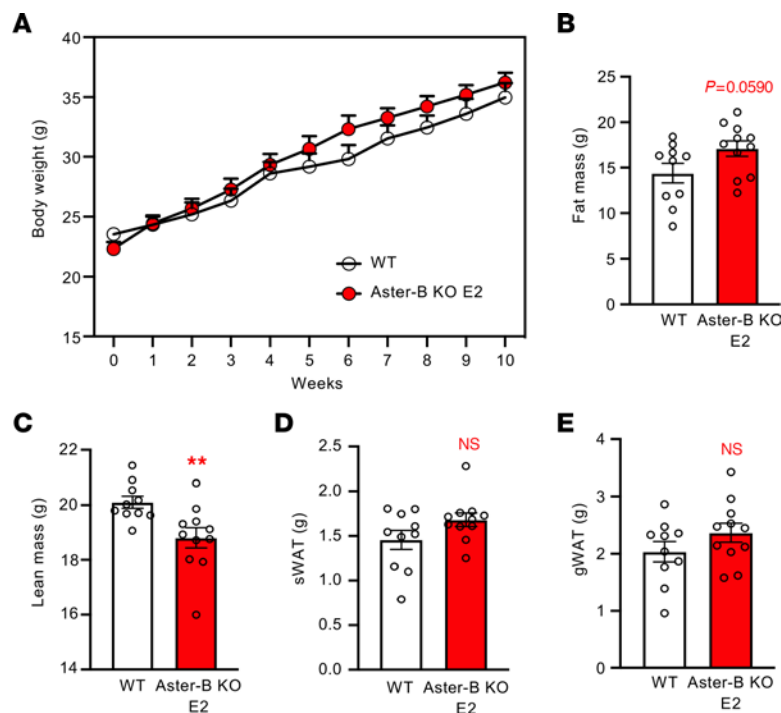 A
Body weight (g)
40
35
30
25
20
15
WT
Aster-B KO E2
0 1 2 3 4 5 6 7 8 9 10
Weeks
B
Fat mass (g)
25
20
15
10
5
0
P=0.0590
WT Aster-B KO
E2
C
Lean mass (g)
22
20
18
16
14
**
WT Aster-B KO
E2
D
sWAT (g)
2.5
2.0
1.5
1.0
0.5
0.0
NS
WT Aster-B KO
E2
E
gWAT (g)
4
3
2
1
0
NS
WT Aster-B KO
E2